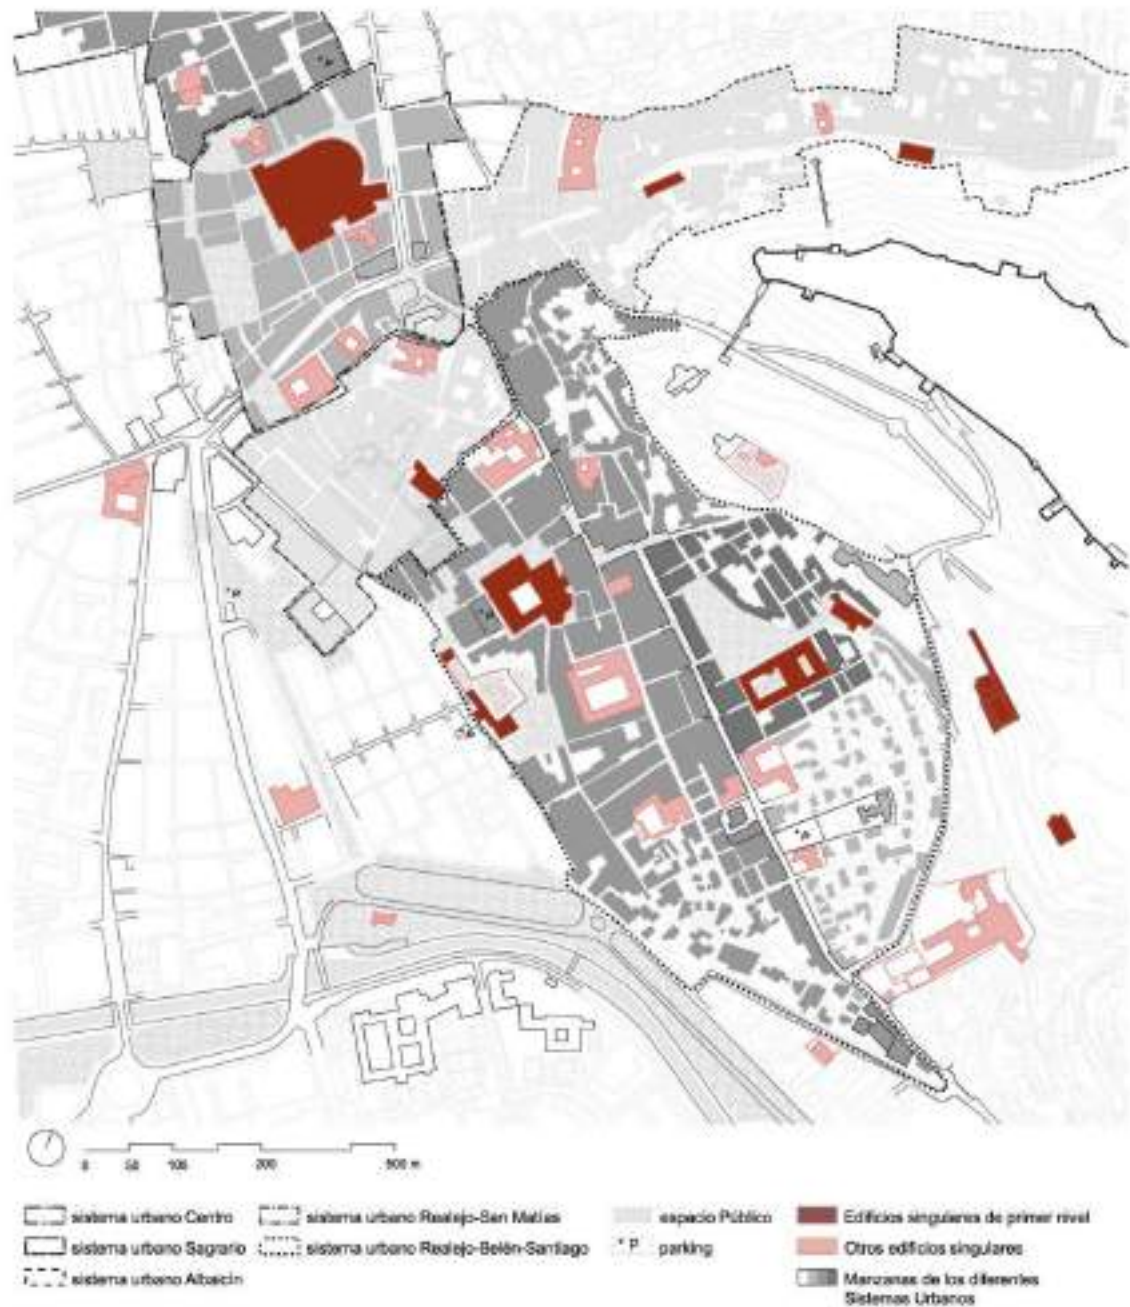 0 50 100 200 500 m
sistema urbano Centro
sistema urbano Realejo-San Matías
espacio Público
Edificios singulares de primer nivel
sistema urbano Sagrario
sistema urbano Realejo-Belén-Santiago
P parking
Otros edificios singulares
sistema urbano Albaicín
Manzanas de los diferentes
Sistemas Urbanos